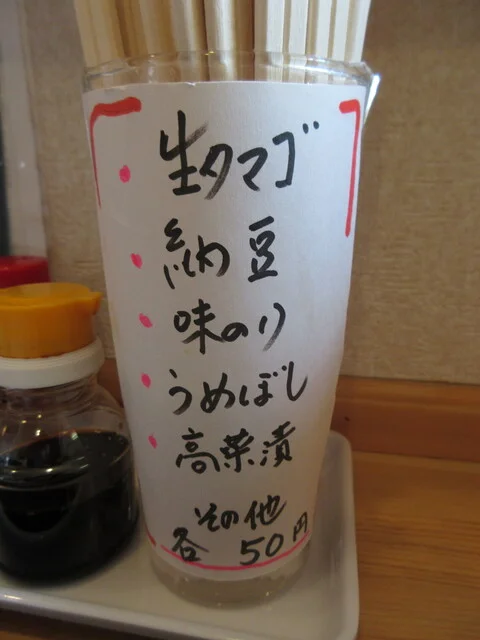 生タマゴ
納豆
味のり
うめぼし
高菜漬
その他
各 50円